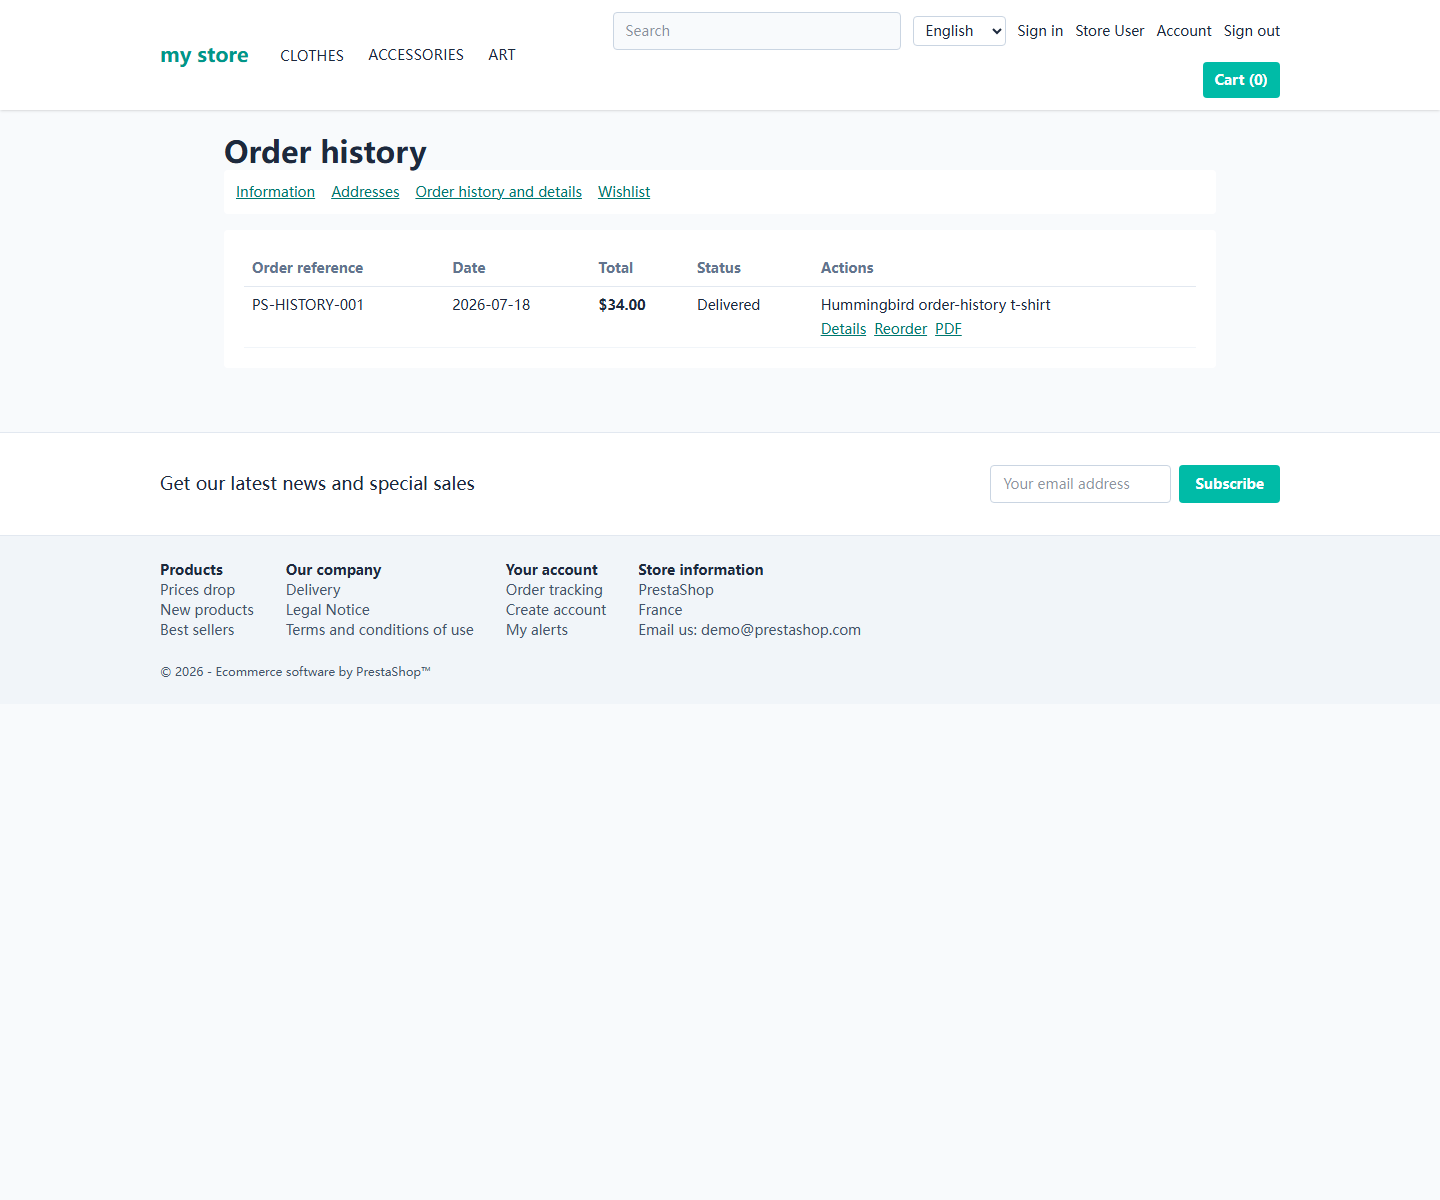 my store
CLOTHES
ACCESSORIES
ART
Search
English
Sign in
Store User
Account
Sign out
Cart (0)
Order history
Information
Addresses
Order history and details
Wishlist
Order reference Date Total Status Actions
PS-HISTORY-001 2026-07-18 $34.00 Delivered Hummingbird order-history t-shirt
Details Reorder PDF
Get our latest news and special sales
Your email address
Subscribe
Products
Prices drop
New products
Best sellers
Our company
Delivery
Legal Notice
Terms and conditions of use
Your account
Order tracking
Create account
My alerts
Store information
PrestaShop
France
Email us: demo@prestashop.com
© 2026 - Ecommerce software by PrestaShop™